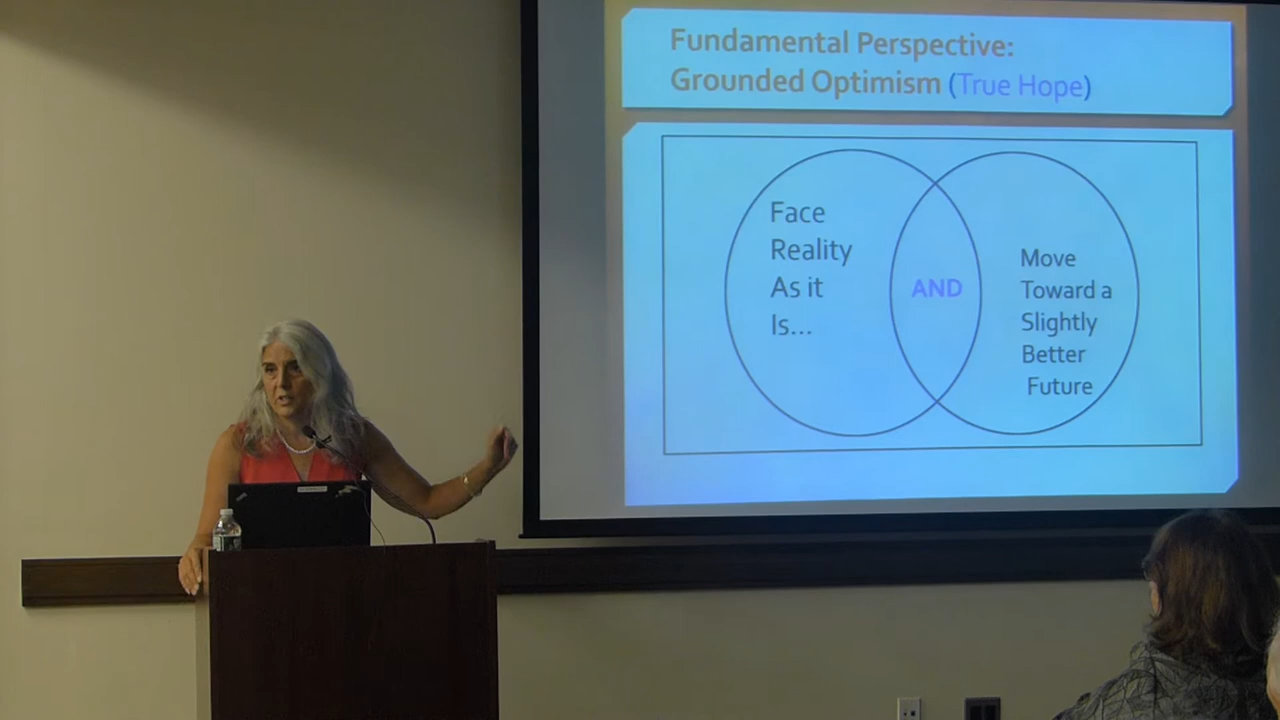 Fundamental Perspective:
Grounded Optimism (True Hope)
Face
Reality
As it
Is...
AND
Move
Toward a
Slightly
Better
Future